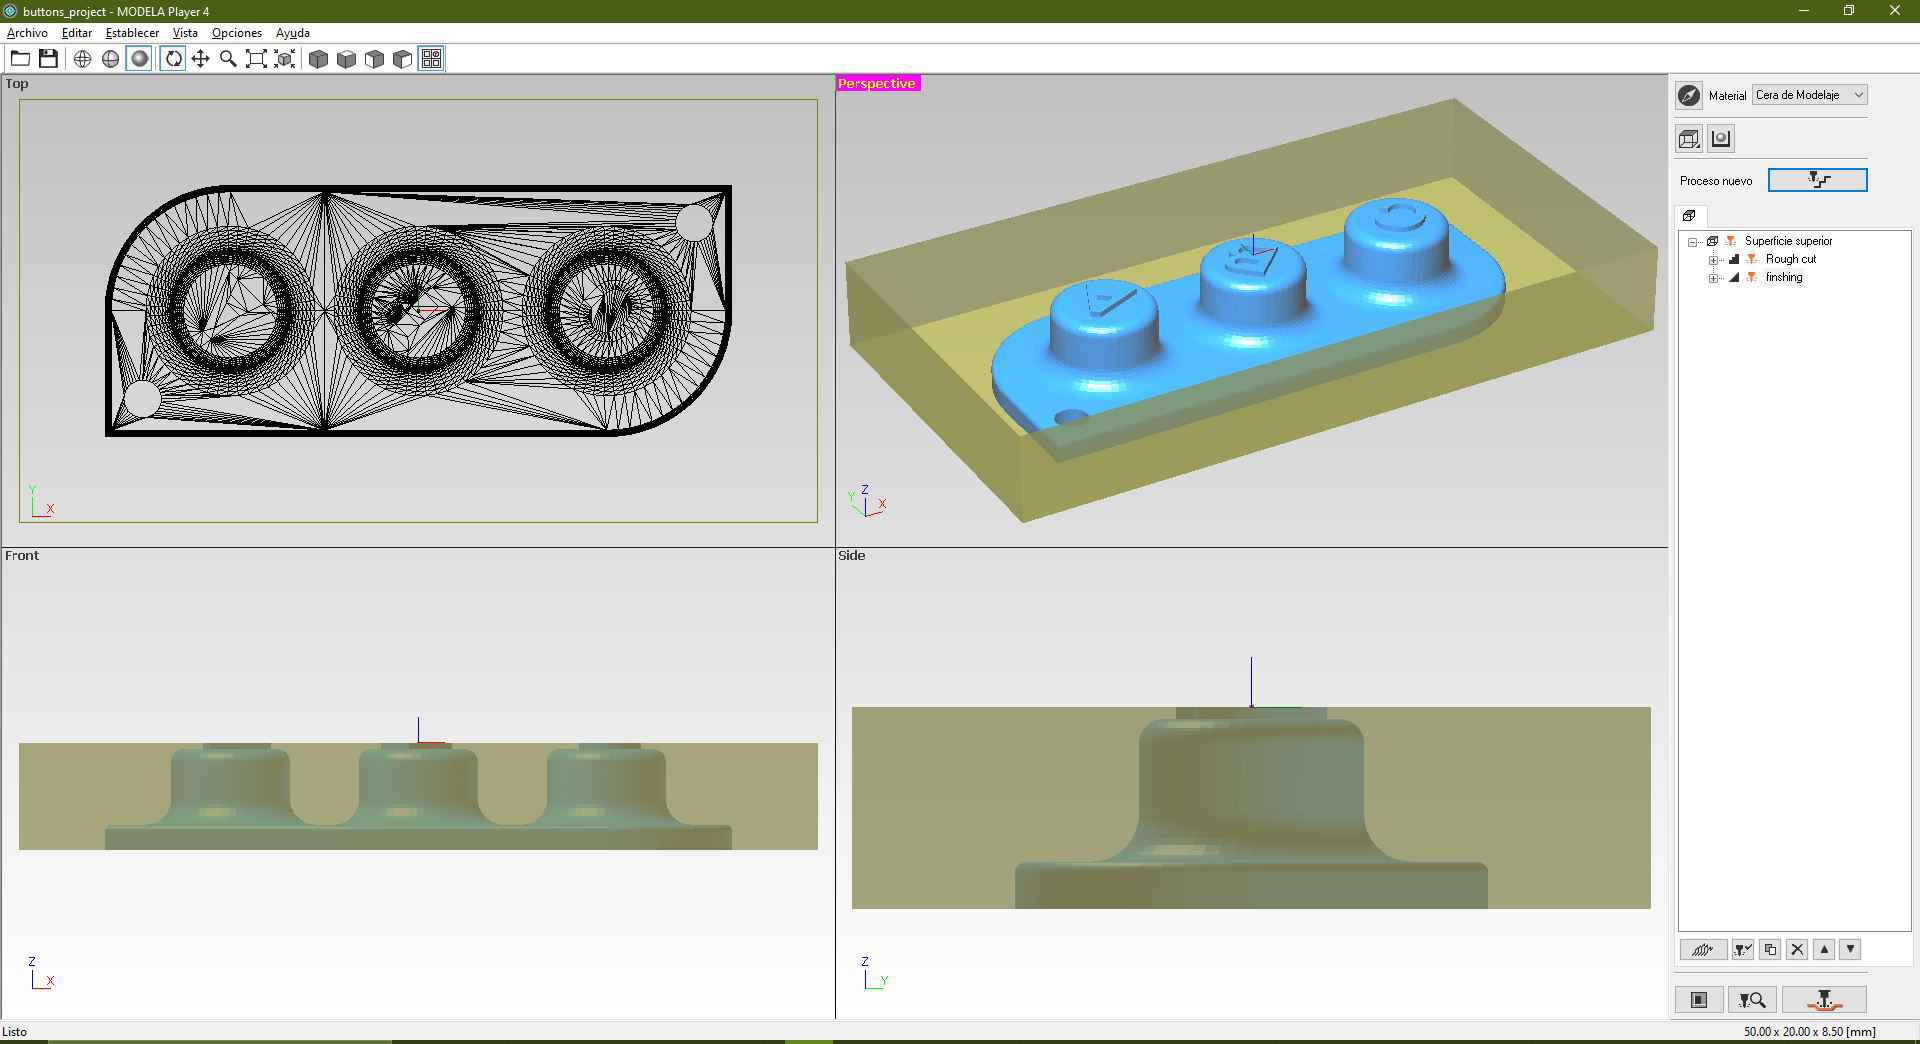 buttons_project - MODELA Player 4
Archivo Editar Establecer Vista Opciones Ayuda
Top
Perspective
Material Cera de Modelaje
Proceso nuevo
Superficie superior
Rough cut
finshing
Y
X
Y Z X
Front
Side
Z
X
Z
Y
Listo
50.00 x 20.00 x 8.50 [mm]